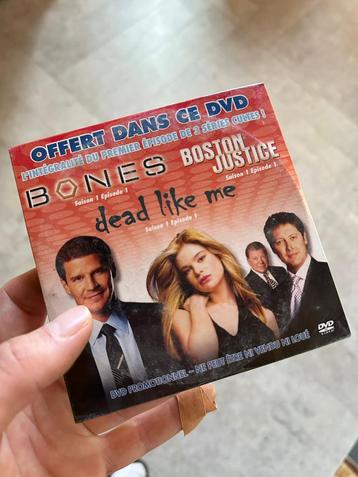 OFFERT DANS CE DVD
L'INTÉGRALITÉ DU PREMIER ÉPISODE DE 3 SÉRIES CULTES !
BONES
Saison 1 Episode 1
BOSTON
JUSTICE
Saison 1 Episode 1
dead like me
Saison 1 Episode 1
DVD
DVD PROMOTIONNEL - NE PEUT ÊTRE NI VENDU NI LOUÉ